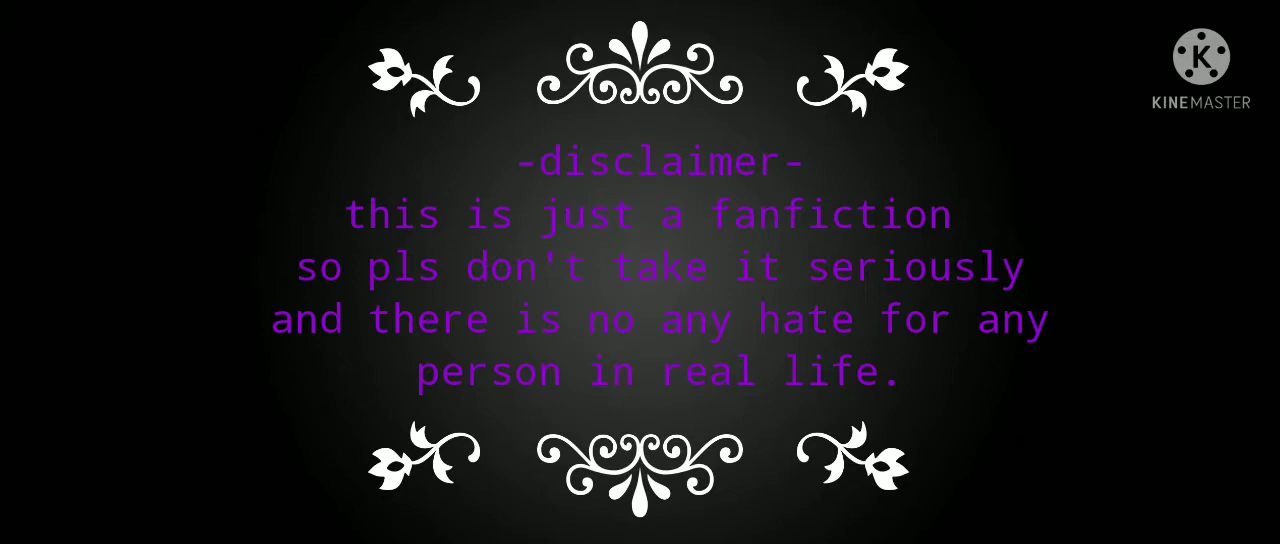 K
KINEMASTER
-disclaimer-
this is just a fanfiction
so pls don't take it seriously
and there is no any hate for any
person in real life.